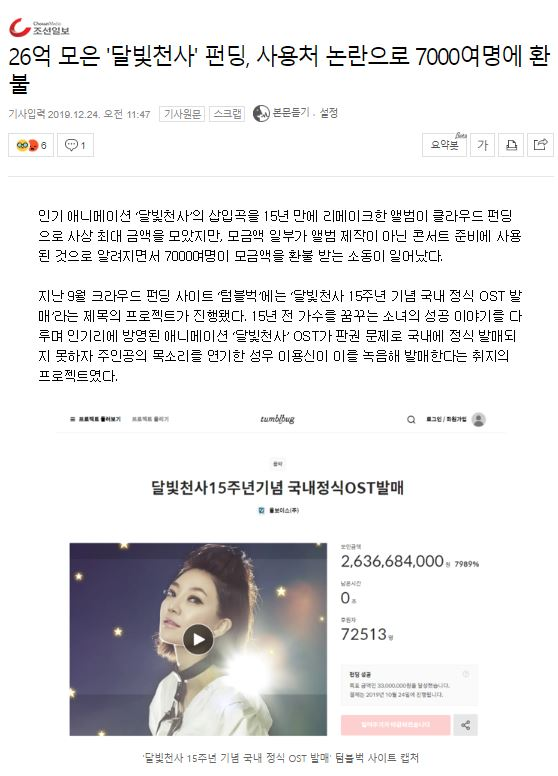 ChosunMedia
조선일보
26억 모은 '달빛천사' 펀딩, 사용처 논란으로 7000여명에 환
불
기사입력 2019.12.24. 오전 11:47 기사원문 스크랩 본문듣기 · 설정
6 1 요약봇 beta 가
인기 애니메이션 ‘달빛천사’의 삽입곡을 15년 만에 리메이크한 앨범이 클라우드 펀딩
으로 사상 최대 금액을 모았지만, 모금액 일부가 앨범 제작이 아닌 콘서트 준비에 사용
된 것으로 알려지면서 7000여명이 모금액을 환불 받는 소동이 일어났다.
지난 9월 크라우드 펀딩 사이트 ‘텀블벅’에는 ‘달빛천사 15주년 기념 국내 정식 OST 발
매’라는 제목의 프로젝트가 진행됐다. 15년 전 가수를 꿈꾸는 소녀의 성공 이야기를 다
루며 인기리에 방영된 애니메이션 ‘달빛천사’ OST가 판권 문제로 국내에 정식 발매되
지 못하자 주인공의 목소리를 연기한 성우 이용신이 이를 녹음해 발매한다는 취지의
프로젝트였다.
프로젝트 둘러보기 프로젝트 올리기 tumblbug 로그인 / 회원가입
음악
달빛천사15주년기념 국내정식OST발매
올보이스(주)
모인금액
2,636,684,000 원 7989%
남은시간
0 초
후원자
72513 명
펀딩 성공
목표 금액인 33,000,000원을 달성했습니다.
결제는 2019년 10월 24일에 진행됩니다.
'달빛천사 15주년 기념 국내 정식 OST 발매' 텀블벅 사이트 캡처